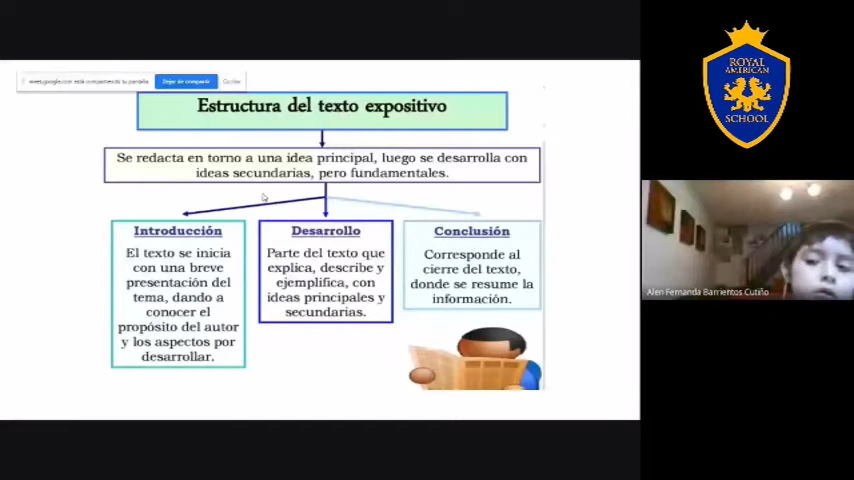 meet.google.com está compartiendo tu pantalla.
Dejar de compartir
Ocultar
Estructura del texto expositivo
Se redacta en torno a una idea principal, luego se desarrolla con
ideas secundarias, pero fundamentales.
Introducción
El texto se inicia
con una breve
presentación del
tema, dando a
conocer el
propósito del autor
y los aspectos por
desarrollar.
Desarrollo
Parte del texto que
explica, describe y
ejemplifica, con
ideas principales y
secundarias.
Conclusión
Corresponde al
cierre del texto,
donde se resume la
información.
ROYAL
AMERICAN
SCHOOL
Alen Fernanda Barrientos Cutiño